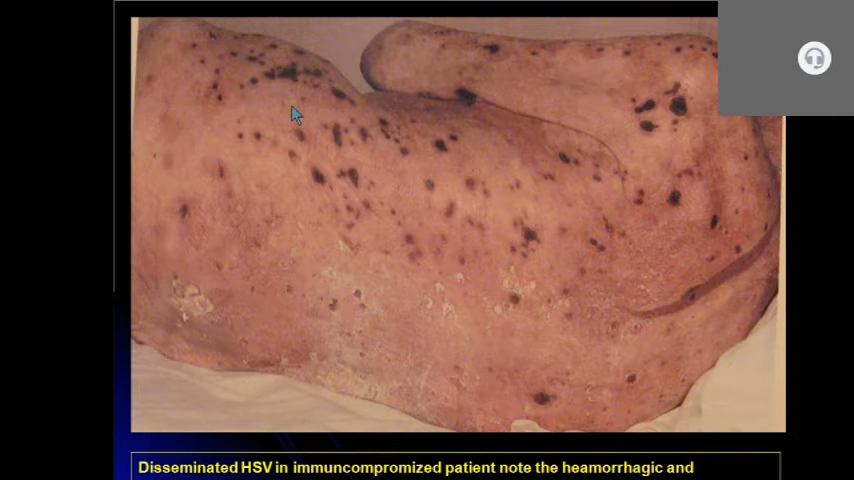 Disseminated HSV in immuncompromized patient note the heamorrhagic and